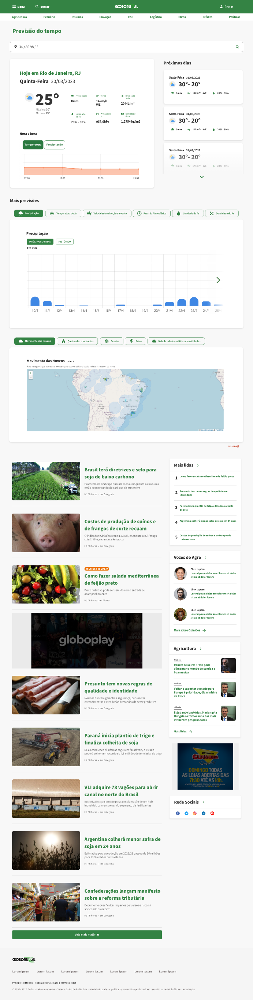 Menu
Buscar
GLOBORURAL
Entrar
Agricultura Pecuária Insumos Inovação ESG Logística Clima Crédito Políticas
Previsão do tempo
34,456 98,63
Hoje em Rio de Janeiro, RJ
Quinta-Feira 30/03/2023
25°
Máxima 30°
Mínima 19°
Precipitação
0mm
Vento
14km/h
WE
Irradiação
Solar
20 MJ/m²
Umidade
do Ar
20% - 60%
Pressão do
Ar
958,6hPa
Densidade
do Ar
1,2754 kg/m3
Hora a hora
Temperatura
Precipitação
17:00 19:00 21:00 23:00
Próximos dias
Sexta-Feira 31/03/2023
30°- 20°
0mm 14km/h - WE 20% - 60%
Sexta-Feira 31/03/2023
30°- 20°
0mm 14km/h - WE 20% - 60%
Sexta-Feira 31/03/2023
30°- 20°
0mm 14km/h - WE 20% - 60%
Mais previsões
Precipitação
Temperatura do Ar
Velocidade e direção do vento
Pressão Atmosférica
Umidade do Ar
Densidade do Ar
Precipitação
PRÓXIMOS 30 DIAS
HISTÓRICO
Em mm
10/4 11/4 12/4 13/4 14/4 15/4 16/4 17/4 18/4 19/4 20/4 21/4 22/4 23/4 24/4 25/4
Movimento das Nuvens
Queimadas e Incêndios
Geadas
Raios
Nebulosidade em Diferentes Altitudes
Movimento das Nuvens agora
Para navegar clique e arraste o mouse e para o zoom utilize o botão na lateral superior do mapa
+
−
© OpenStreetMap, © FieldPRO
FIELDPRO
Brasil terá diretrizes e selo para
soja de baixo carbono
Protocolo da Embrapa buscará mensurar quanto as lavouras
estão sequestrando de carbono da atmosfera
Há 16 horas - em Categoria
Custos de produção de suínos e
de frangos de corte recuam
O indicador ICPSuíno recuou 3,85%, enquanto o ICPFrango
caiu 3,27%, segundo a Embrapa
Há 16 horas - em Categoria
CONTEÚDO DE MARCA
Como fazer salada mediterrânea
de feijão preto
Prato nutritivo pode ser servido como entrada ou
acompanhamento
Há 16 horas - por Marca
globoplay
Presunto tem novas regras de
qualidade e identidade
Normas buscam garantir a segurança, padronizar
entendimentos e atender às demandas do setor produtivo
Há 16 horas - em Categoria
Paraná inicia plantio de trigo e
finaliza colheita de soja
Se as condições climáticas seguirem favoráveis, o Estado
poderá colher um recorde de 4,5 milhões de toneladas de trigo
Há 16 horas - em Categoria
VLI
VLI
VLI adquire 78 vagões para abrir
canal no norte do Brasil
Iniciativa integra projeto para a implantação de um hub
industrial, com empresas do segmento de fertilizantes
Há 16 horas - em Categoria
Argentina colherá menor safra de
soja em 24 anos
Estimativa para a produção em 2022/23 passou de 36 milhões
para 23,9 milhões de toneladas
Há 16 horas - em Categoria
Confederações lançam manifesto
sobre a reforma tributária
Documento quer "evitar impactos perversos e riscos à
sociedade brasileira"
Há 16 horas - em Categoria
Veja mais matérias
Mais lidas
1 Como fazer salada mediterrânea de feijão preto
2 Presunto tem novas regras de qualidade e
identidade
3 Paraná inicia plantio de trigo e finaliza colheita
de soja
4 Argentina colherá menor safra de soja em 24 anos
5 Custos de produção de suínos e de frangos de
corte recuam
Vozes do Agro
Ellen Lupton
Lorem ipsum dolor amet lorem sit dolor
sit amet dolor lorem
Ellen Lupton
Lorem ipsum dolor amet lorem sit dolor
sit amet dolor lorem
Ellen Lupton
Lorem ipsum dolor amet lorem sit dolor
sit amet dolor lorem
Mais sobre Opiniões
Agricultura
Música
Renato Teixeira: Brasil pode
alimentar o mundo de comida e
boa música
Política
Voltar a exportar pescado para
Europa é prioridade, diz ministro
da Pesca
Ciência
Estudando bactérias, Mariangela
Hungria se tornou uma das mais
influentes pesquisadoras
Mais lidas
GUANABARA
DOMINGO TODAS
AS LOJAS ABERTAS DAS
7h30 ATÉ AS 14h.
Rede Sociais
GLOBORURAL
Lorem ipsum Lorem ipsum Lorem ipsum Lorem ipsum Lorem ipsum Lorem ipsum Lorem ipsum
Princípios editoriais | Política de privacidade | Termos de uso
© 1996 - 2022. Todos direitos reservados a Sistema Globo de Rádio. Este material não pode ser publicado, transmitido por broadcast, reescrito ou redistribuído sem autorização.